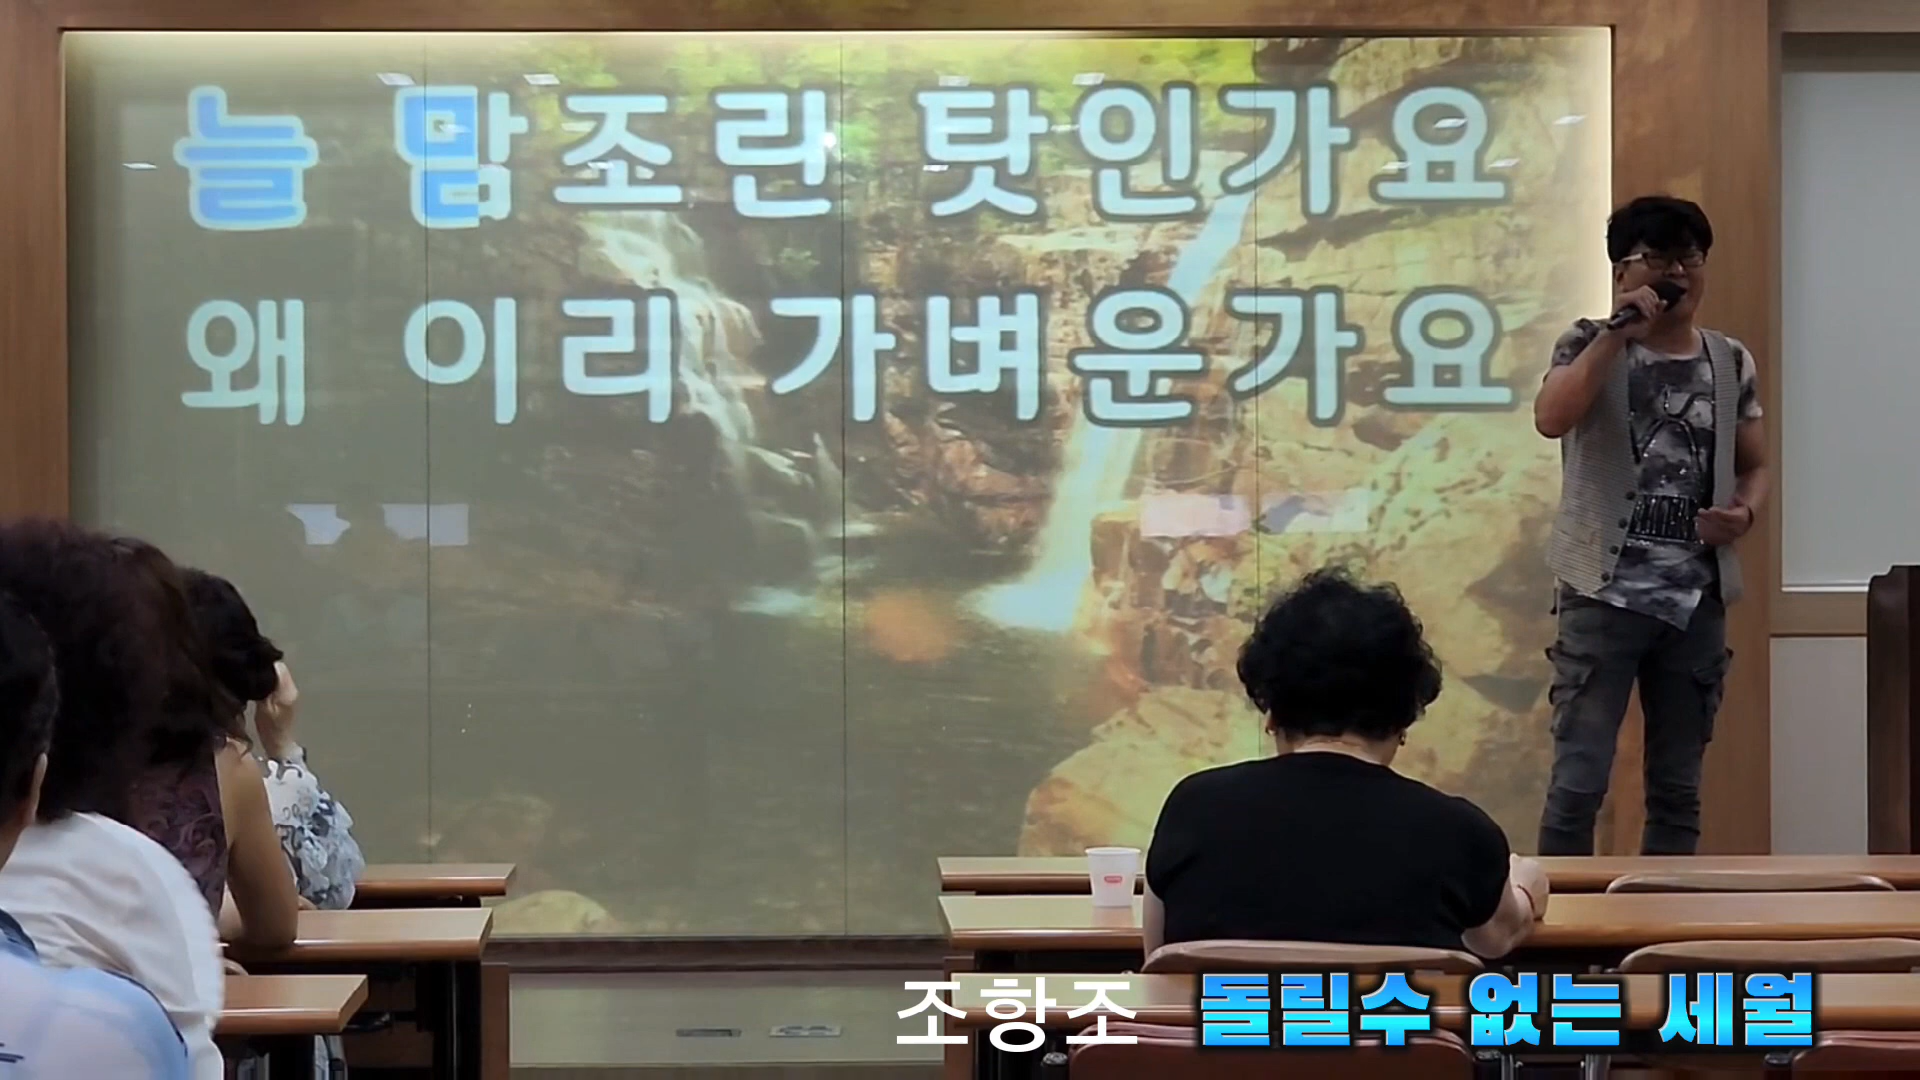 늘 맘조린 탓인가요
왜 이리 가벼운가요
조항조 돌릴수 없는 세월